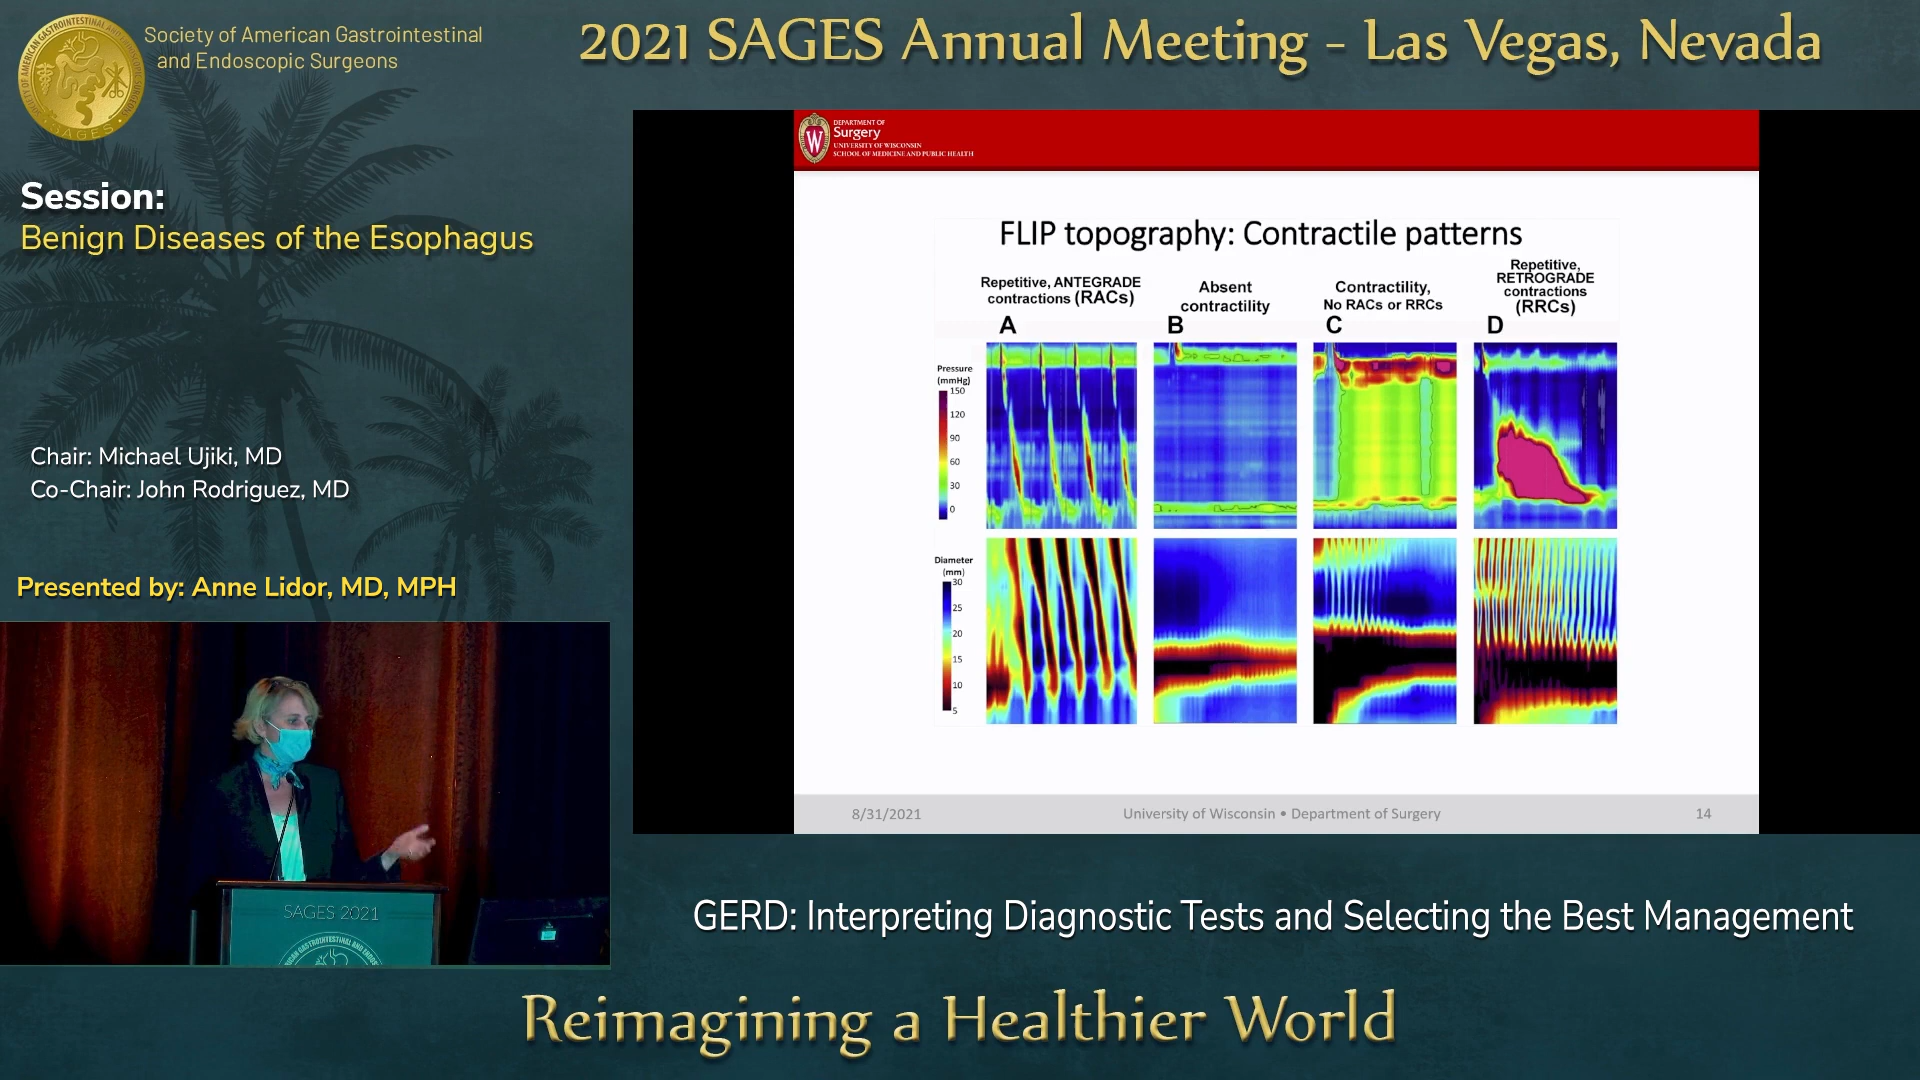 Society of American Gastrointestinal
and Endoscopic Surgeons
2021 SAGES Annual Meeting - Las Vegas, Nevada
SAGES
Session:
Benign Diseases of the Esophagus
Chair: Michael Ujiki, MD
Co-Chair: John Rodriguez, MD
Presented by: Anne Lidor, MD, MPH
SAGES 2021
W
DEPARTMENT OF
Surgery
UNIVERSITY OF WISCONSIN
SCHOOL OF MEDICINE AND PUBLIC HEALTH
FLIP topography: Contractile patterns
Repetitive, ANTEGRADE
contractions (RACs)
A
Absent
contractility
B
Contractility,
No RACs or RRCs
C
Repetitive,
RETROGRADE
contractions
(RRCs)
D
Pressure
(mmHg)
150
120
90
60
30
0
Diameter
(mm)
30
25
20
15
10
5
8/31/2021
University of Wisconsin • Department of Surgery
14
GERD: Interpreting Diagnostic Tests and Selecting the Best Management
Reimagining a Healthier World